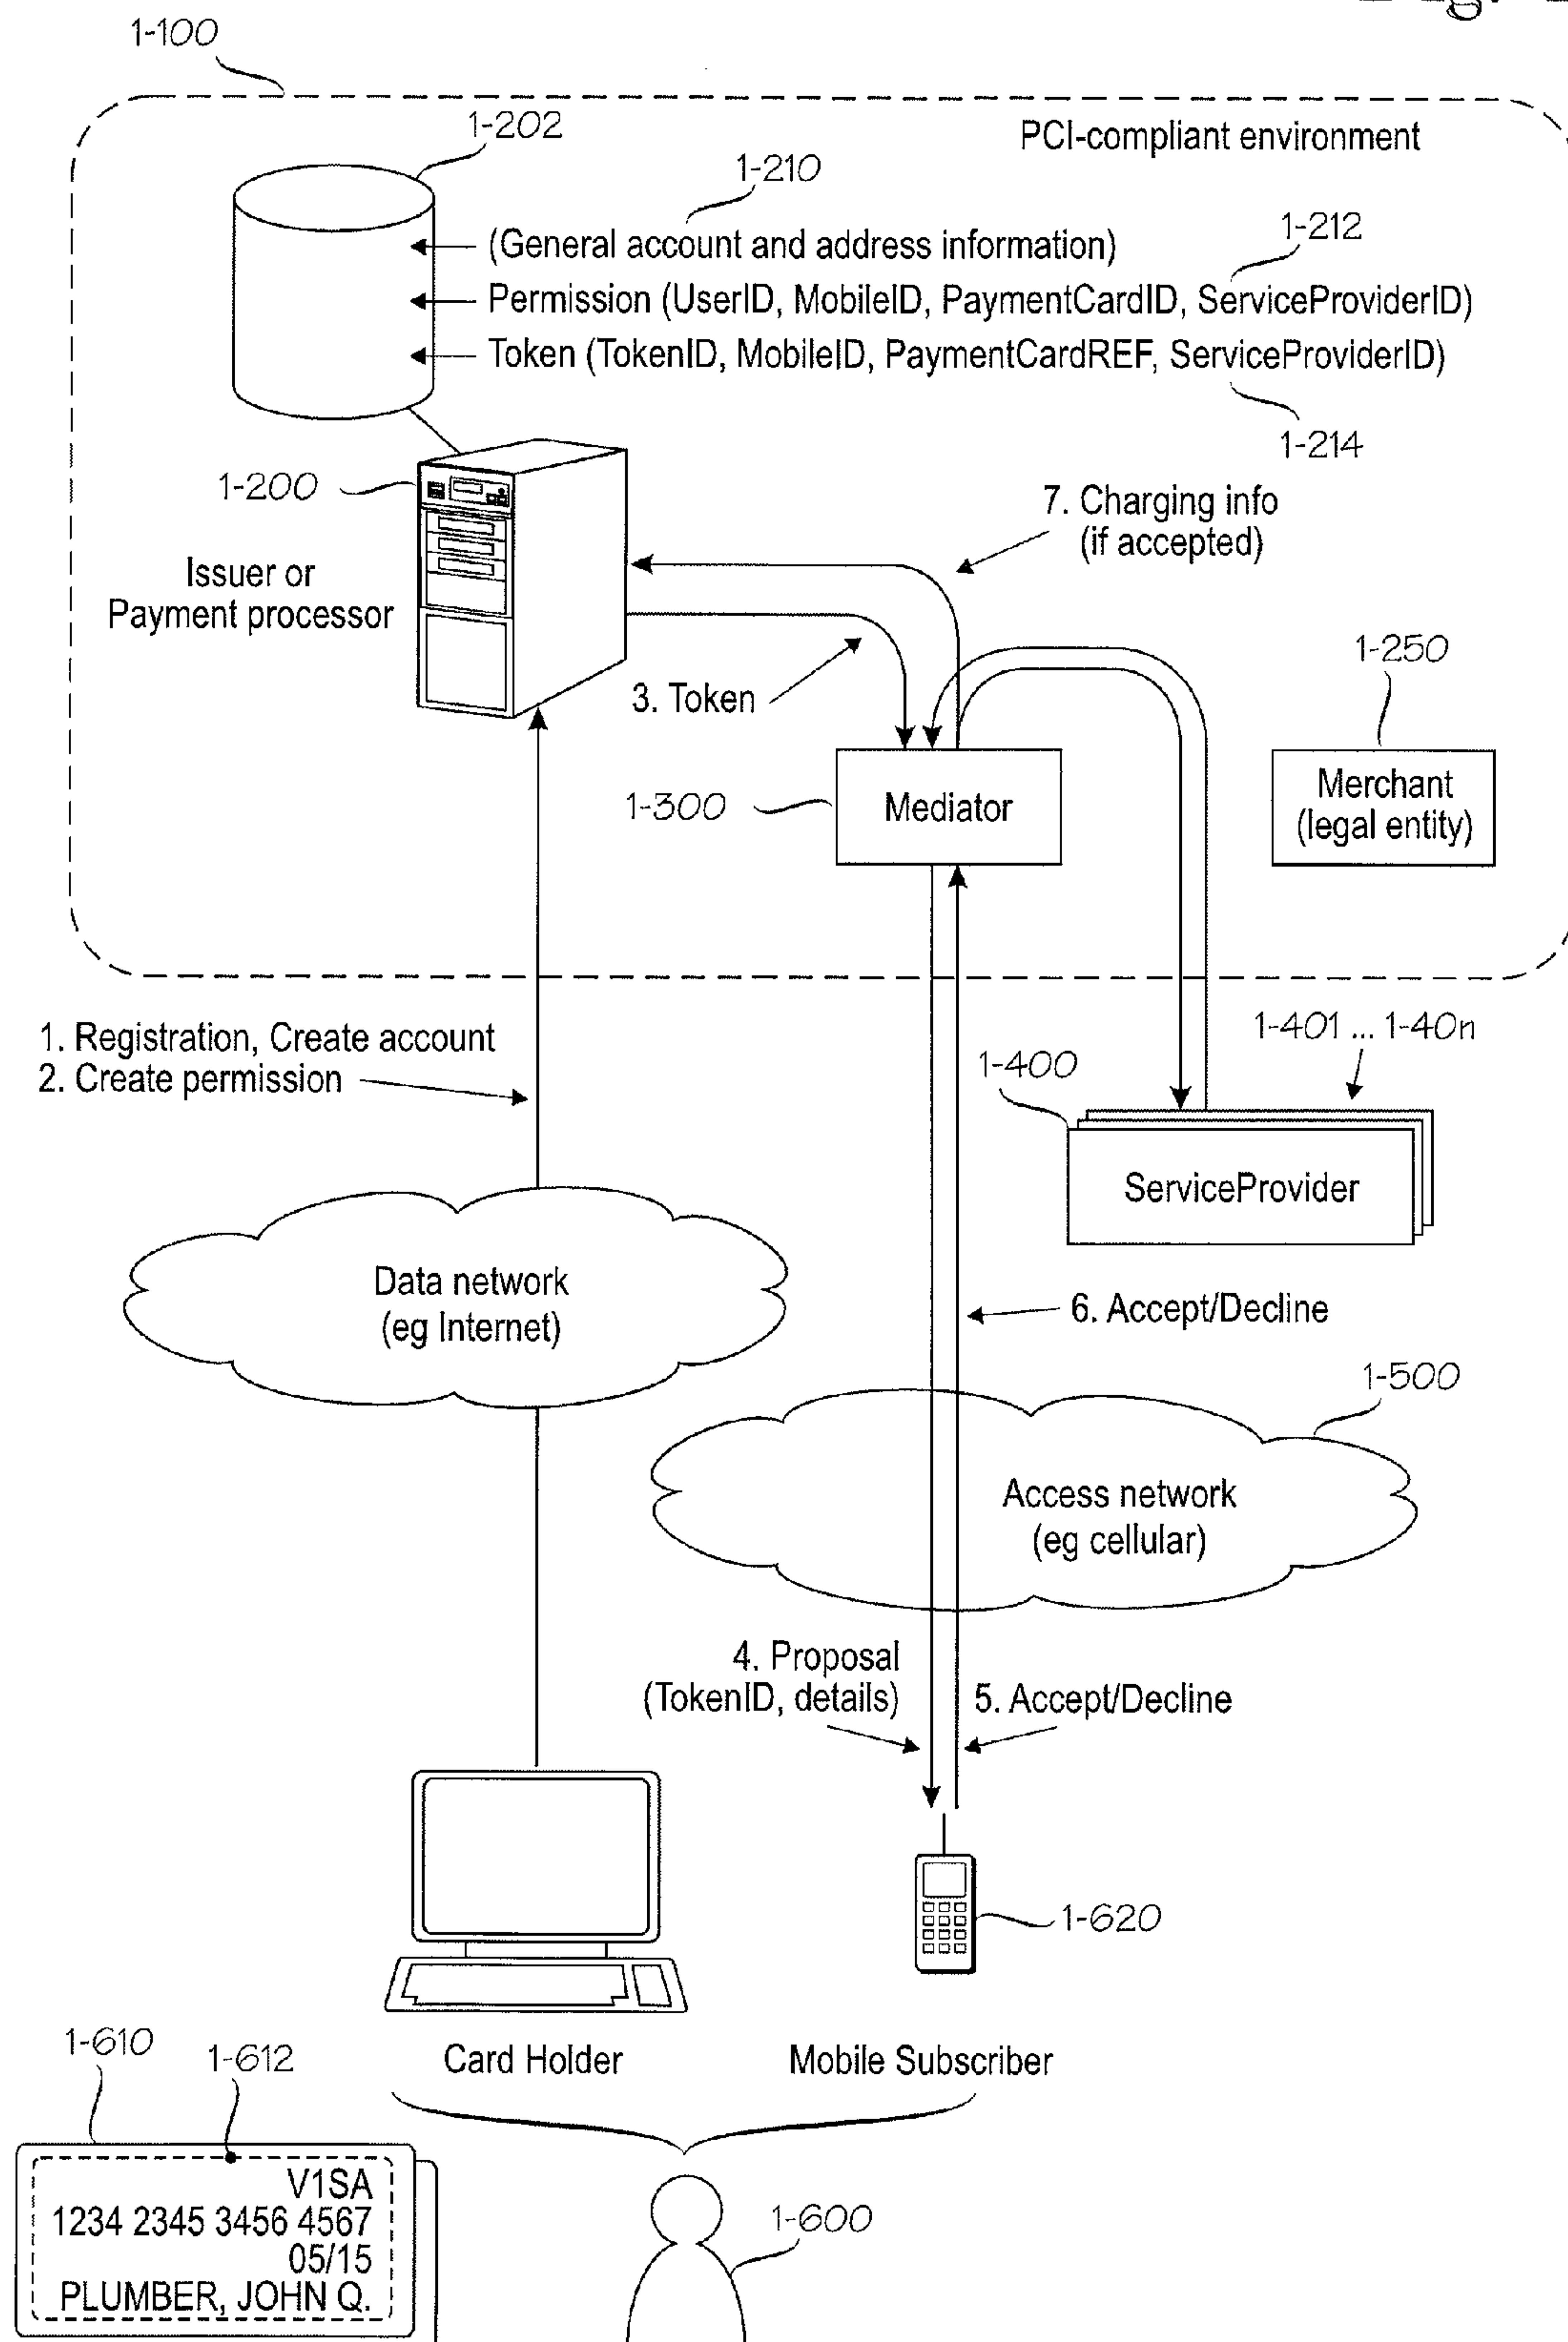 1-100
1-202
PCI-compliant environment
1-210
(General account and address information)
1-212
Permission (UserID, MobileID, PaymentCardID, ServiceProviderID)
Token (TokenID, MobileID, PaymentCardREF, ServiceProviderID)
1-214
1-200
7. Charging info
(if accepted)
Issuer or
Payment processor
3. Token
1-250
1-300
Mediator
Merchant
(legal entity)
1. Registration, Create account
2. Create permission
1-401 ... 1-40n
1-400
ServiceProvider
Data network
(eg Internet)
6. Accept/Decline
1-500
Access network
(eg cellular)
4. Proposal
(TokenID, details)
5. Accept/Decline
1-620
1-610
1-612
Card Holder
Mobile Subscriber
V1SA
1234 2345 3456 4567
05/15
PLUMBER, JOHN Q.
1-600